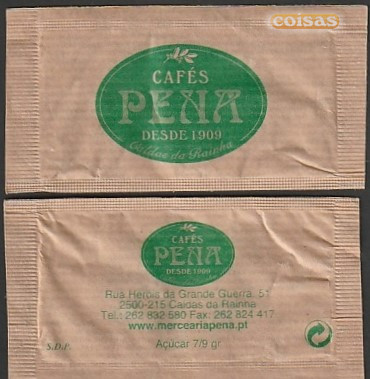 coisas
CAFÉS
PENA
DESDE 1909
Caldas da Rainha
CAFÉS
PENA
DESDE 1909
Rua Heróis da Grande Guerra, 51
2500-215 Caldas da Rainha
Tel.: 262 832 580 Fax: 262 824 417
www.merceariapena.pt
S.D.P.
Açúcar 7/9 gr